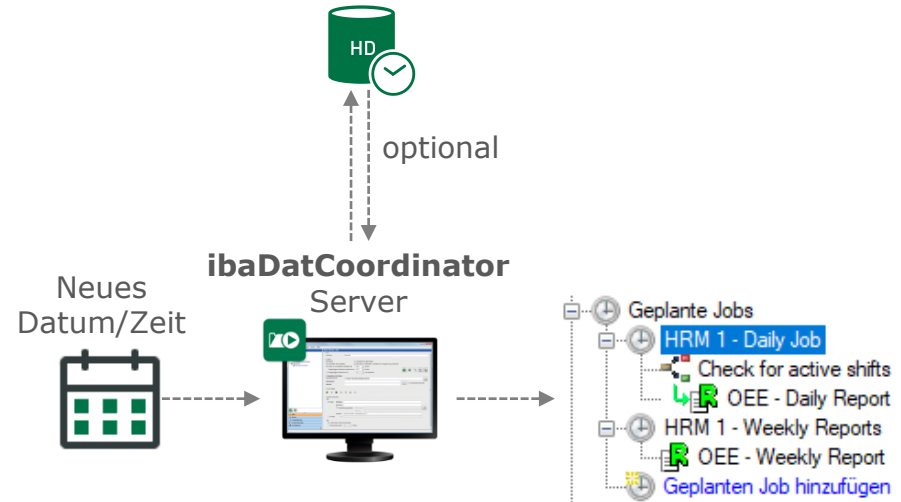 HD
optional
ibaDatCoordinator
Server
Neues
Datum/Zeit
Geplante Jobs
HRM 1 - Daily Job
Check for active shifts
OEE - Daily Report
HRM 1 - Weekly Reports
OEE - Weekly Report
Geplanten Job hinzufügen